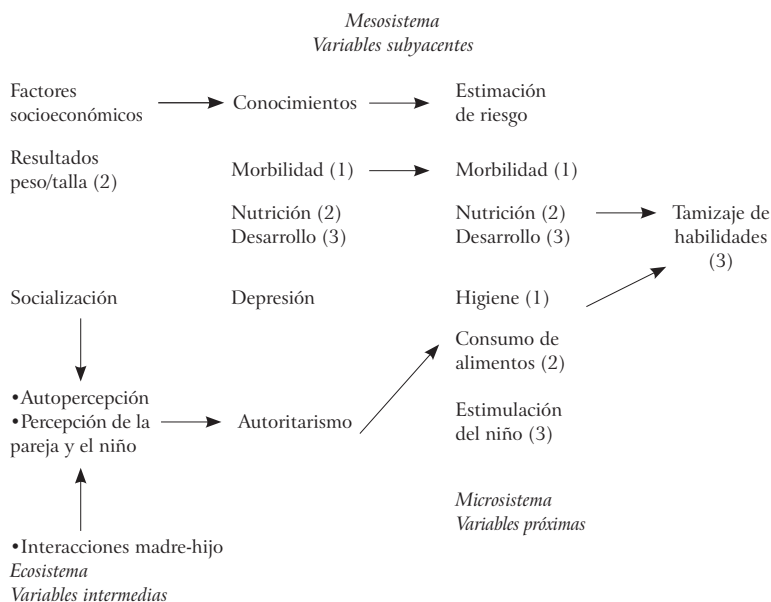 Mesosistema
Variables subyacentes
Factores
socioeconómicos
Conocimientos
Estimación
de riesgo
Resultados
peso/talla (2)
Morbilidad (1)
Morbilidad (1)
Nutrición (2)
Desarrollo (3)
Nutrición (2)
Desarrollo (3)
Tamizaje de
habilidades
(3)
Socialización
Depresión
Higiene (1)
Consumo de
alimentos (2)
•Autopercepción
•Percepción de la
pareja y el niño
Autoritarismo
Estimulación
del niño (3)
Microsistema
Variables próximas
•Interacciones madre-hijo
Ecosistema
Variables intermedias